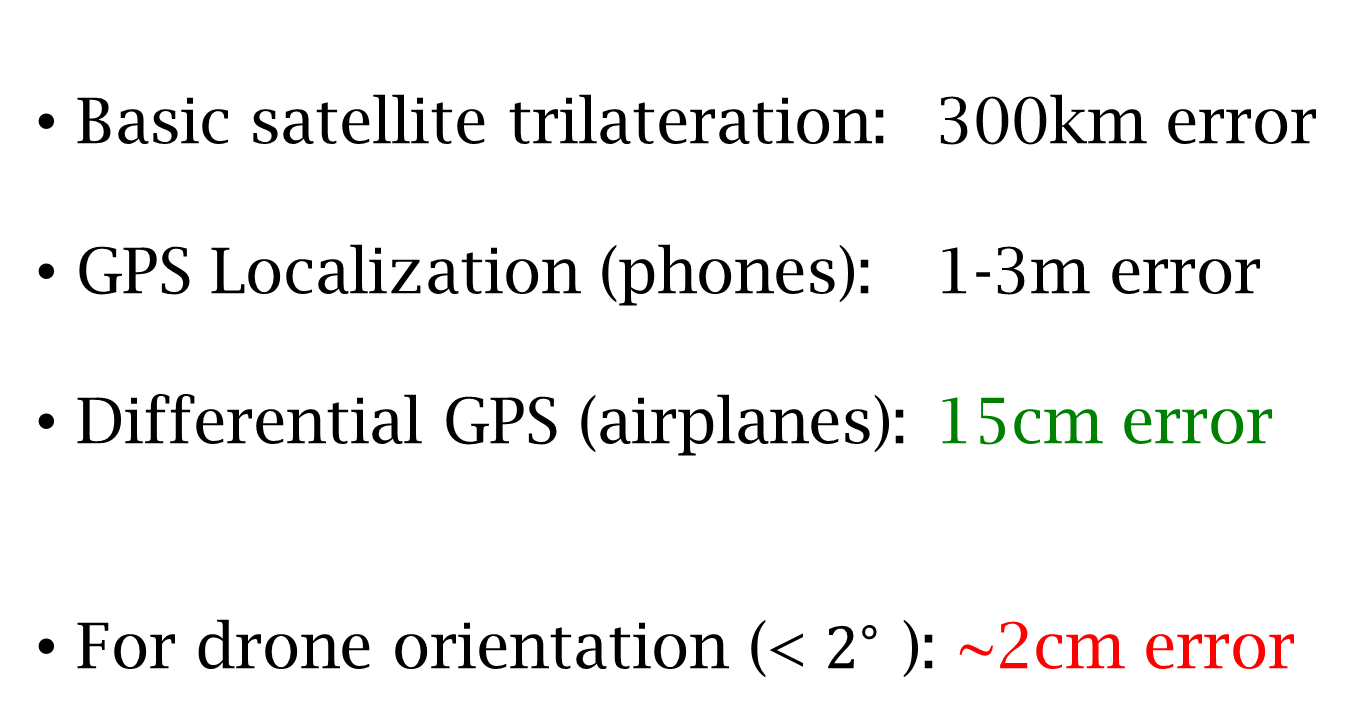 • Basic satellite trilateration: 300km error
• GPS Localization (phones): 1-3m error
• Differential GPS (airplanes): 15cm error
• For drone orientation (< 2° ): ~2cm error